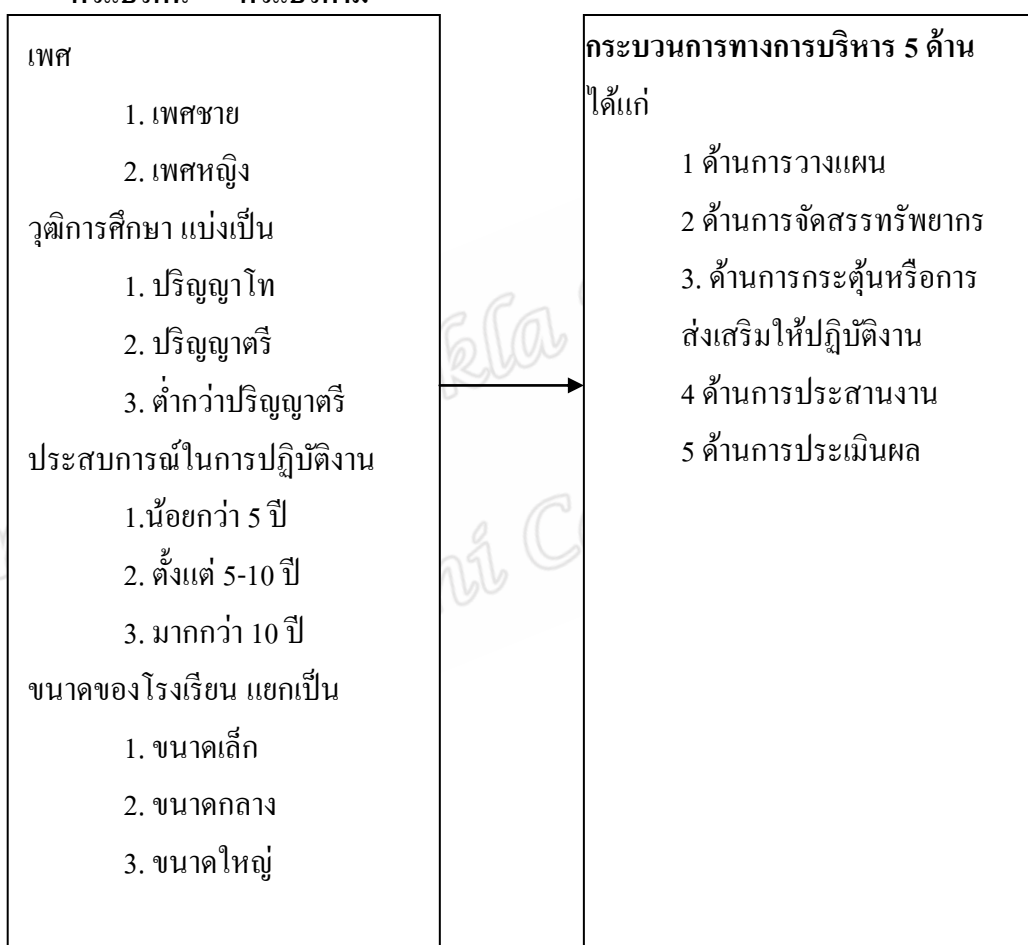 เพศ
1. เพศชาย
2. เพศหญิง
วุฒิการศึกษา แบ่งเป็น
1. ปริญญาโท
2. ปริญญาตรี
3. ต่ำกว่าปริญญาตรี
ประสบการณ์ในการปฏิบัติงาน
1.น้อยกว่า 5 ปี
2. ตั้งแต่ 5-10 ปี
3. มากกว่า 10 ปี
ขนาดของโรงเรียน แยกเป็น
1. ขนาดเล็ก
2. ขนาดกลาง
3. ขนาดใหญ่
กระบวนการทางการบริหาร 5 ด้าน
ได้แก่
1 ด้านการวางแผน
2 ด้านการจัดสรรทรัพยากร
3. ด้านการกระตุ้นหรือการ
ส่งเสริมให้ปฏิบัติงาน
4 ด้านการประสานงาน
5 ด้านการประเมินผล